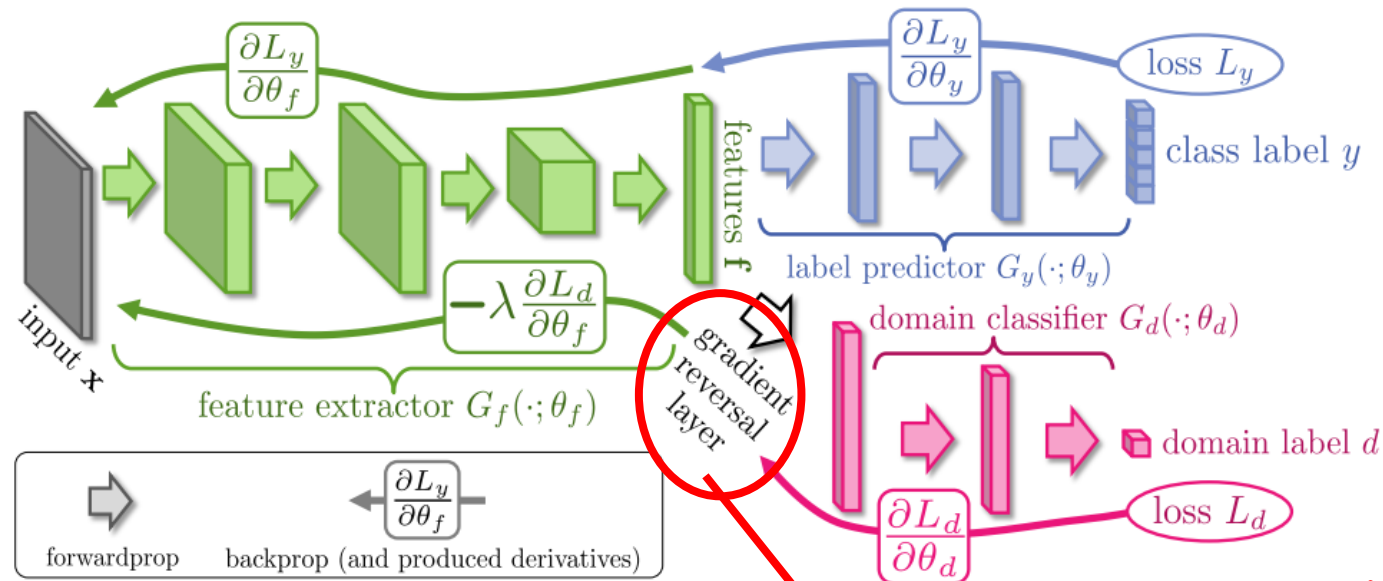 ∂L_y/∂θ_f
∂L_y/∂θ_y
loss L_y
input x
features f
class label y
label predictor G_y(·;θ_y)
−λ ∂L_d/∂θ_f
feature extractor G_f(·;θ_f)
gradient
reversal
layer
domain classifier G_d(·;θ_d)
domain label d
∂L_d/∂θ_d
loss L_d
∂L_y/∂θ_f
forwardprop
backprop (and produced derivatives)